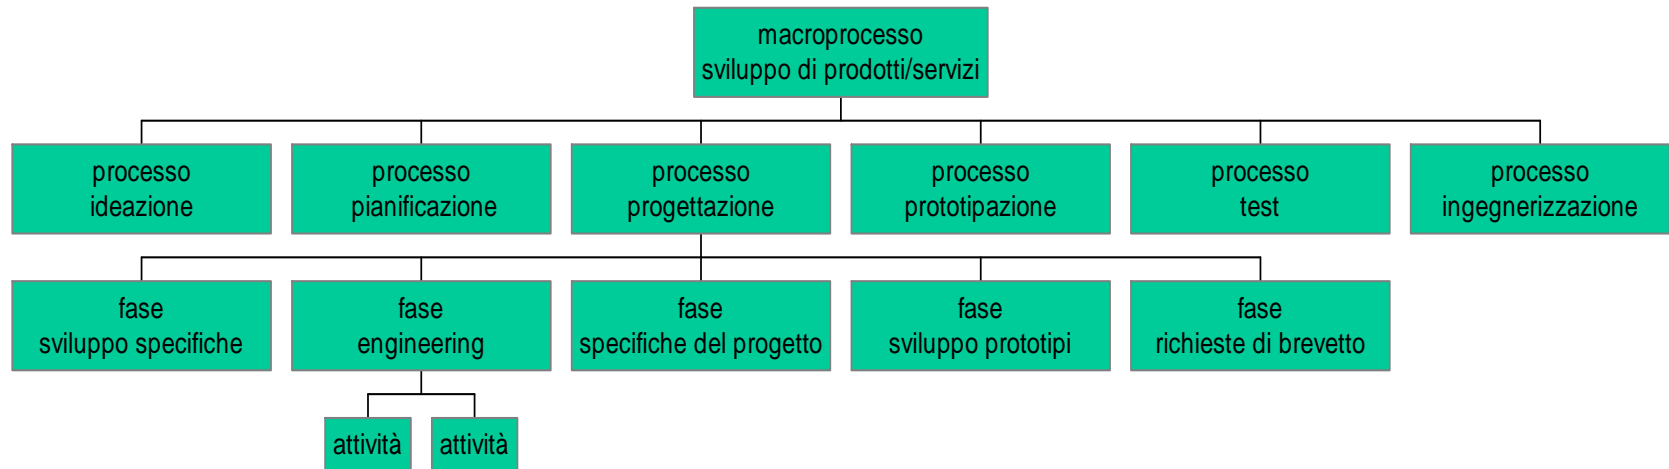 macroprocesso
sviluppo di prodotti/servizi
processo
ideazione
processo
pianificazione
processo
progettazione
processo
prototipazione
processo
test
processo
ingegnerizzazione
fase
sviluppo specifiche
fase
engineering
fase
specifiche del progetto
fase
sviluppo prototipi
fase
richieste di brevetto
attività
attività